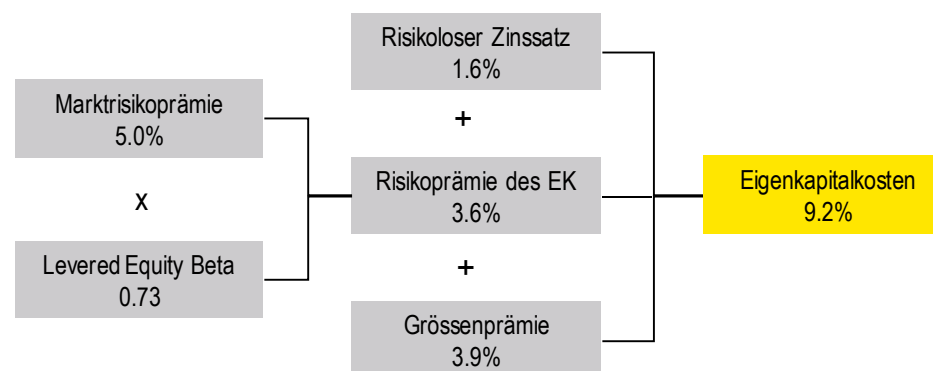 Risikoloser Zinssatz
1.6%
Marktrisikoprämie
5.0%
+
x
Risikoprämie des EK
3.6%
Eigenkapitalkosten
9.2%
Levered Equity Beta
0.73
+
Grössenprämie
3.9%